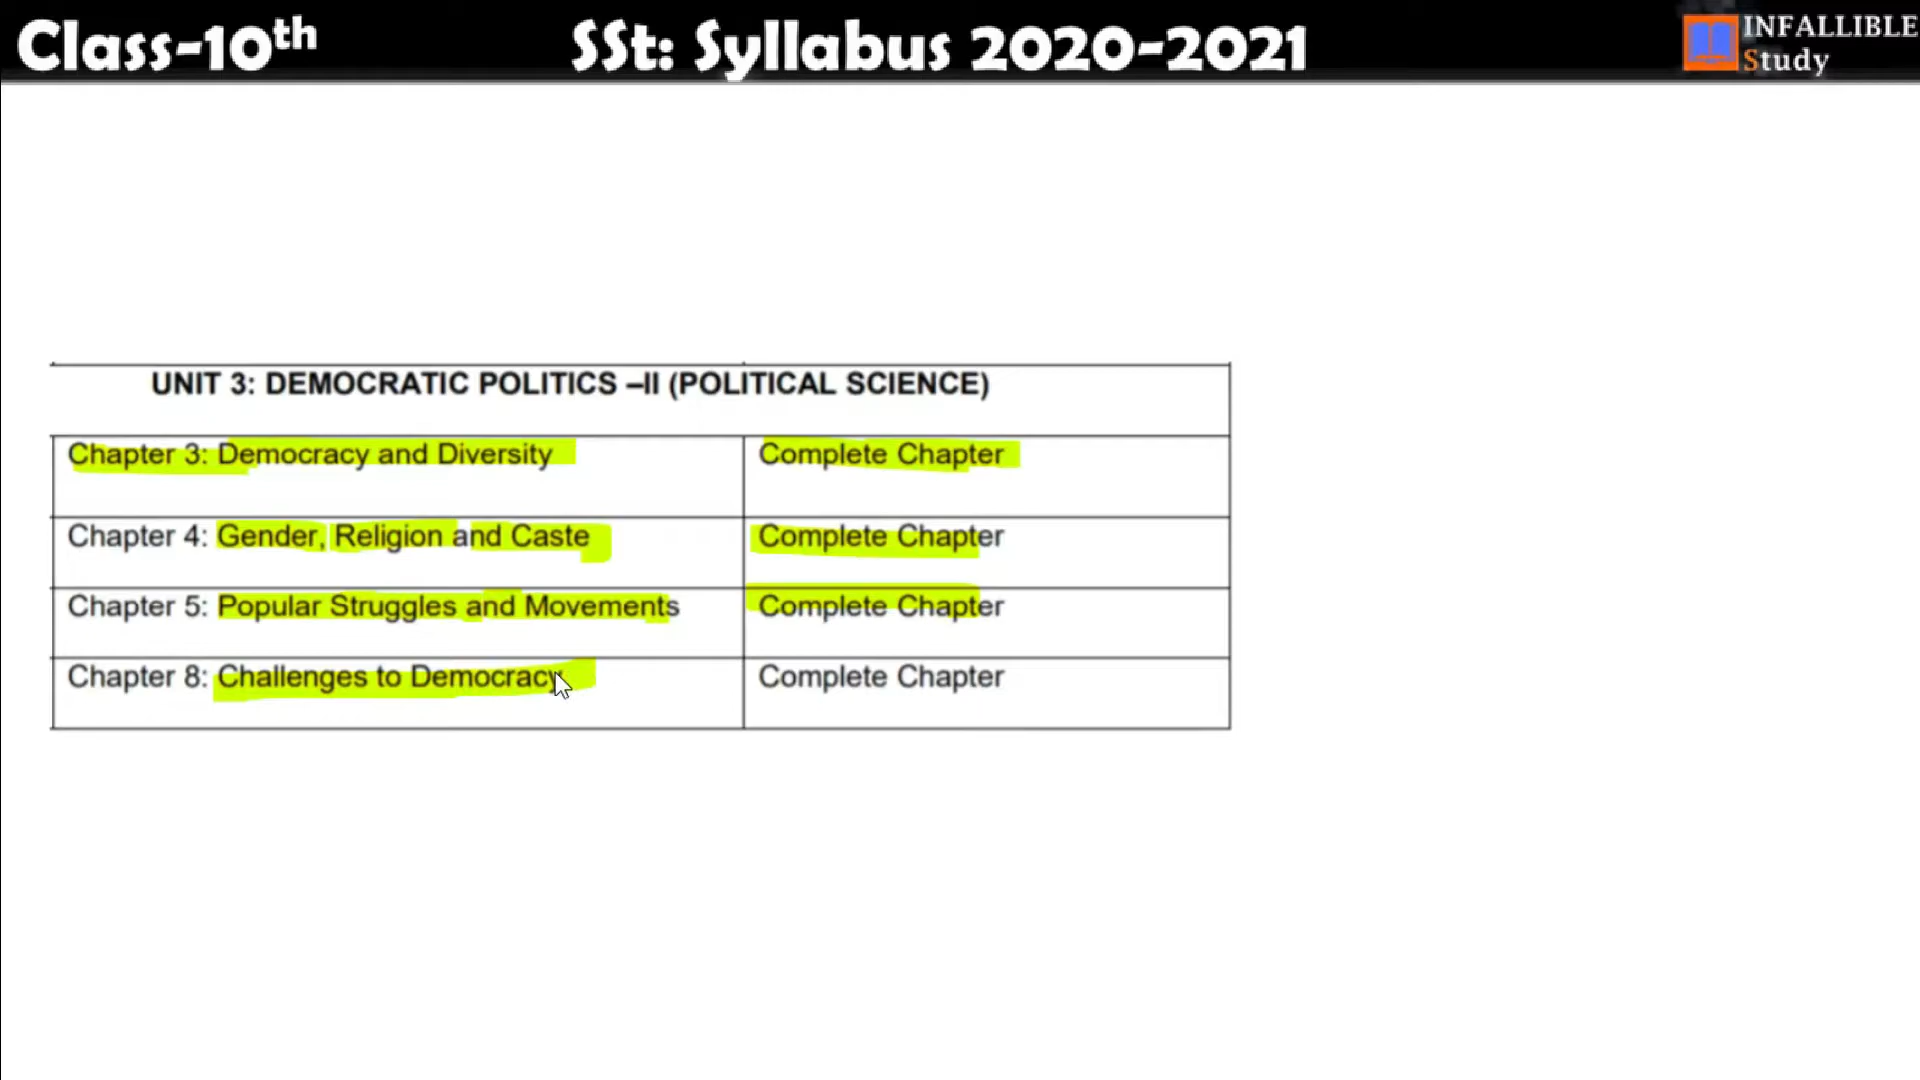 Class-10th
SSt: Syllabus 2020-2021
INFALLIBLE
Study
UNIT 3: DEMOCRATIC POLITICS –II (POLITICAL SCIENCE)
Chapter 3: Democracy and Diversity
Complete Chapter
Chapter 4: Gender, Religion and Caste
Complete Chapter
Chapter 5: Popular Struggles and Movements
Complete Chapter
Chapter 8: Challenges to Democracy
Complete Chapter